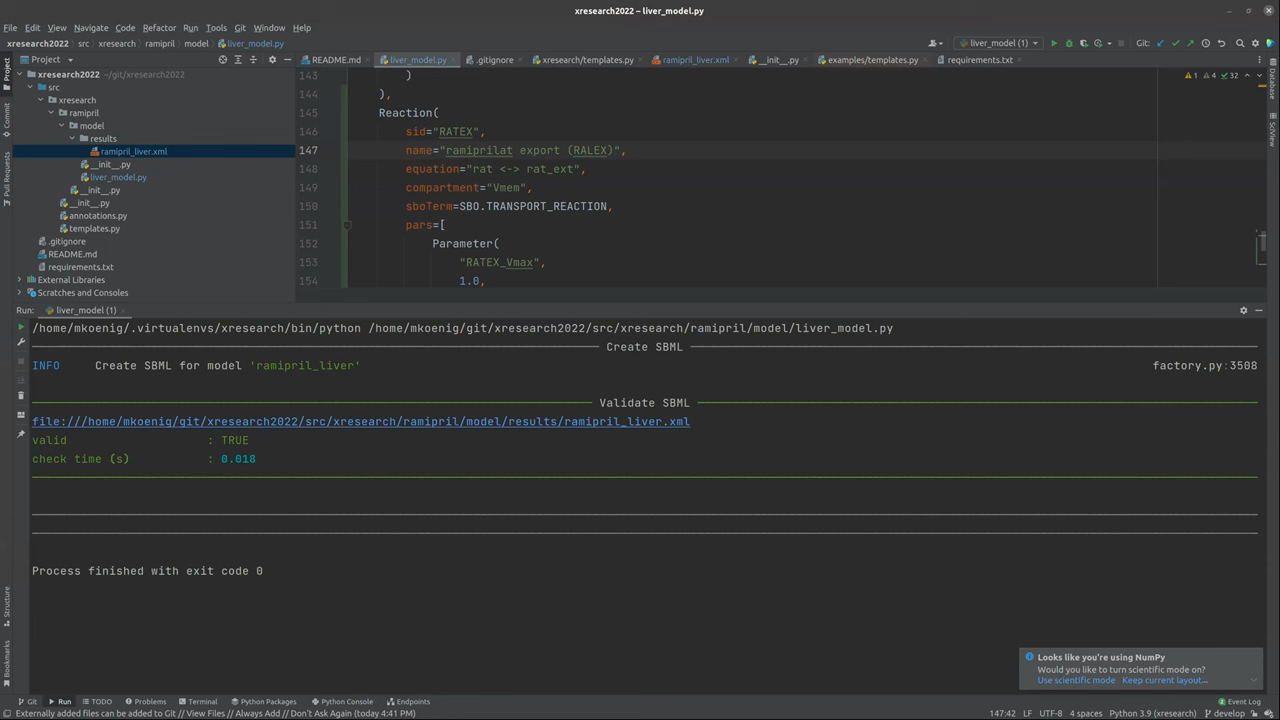 xresearch2022 – liver_model.py
File Edit View Navigate Code Refactor Run Tools Git Window Help
xresearch2022 src xresearch ramipril model liver_model.py
liver_model (1)
Git:
Project
README.md liver_model.py .gitignore xresearch/templates.py ramipril_liver.xml __init__.py examples/templates.py requirements.txt
xresearch2022 ~/git/xresearch2022
src
xresearch
ramipril
model
results
ramipril_liver.xml
__init__.py
liver_model.py
__init__.py
__init__.py
annotations.py
templates.py
.gitignore
README.md
requirements.txt
External Libraries
Scratches and Consoles
1 4 32
143 )
144 ),
145 Reaction(
146 sid="RATEX",
147 name="ramiprilat export (RALEX)",
148 equation="rat <-> rat_ext",
149 compartment="Vmem",
150 sboTerm=SBO.TRANSPORT_REACTION,
151 pars=[
152 Parameter(
153 "RATEX_Vmax",
154 1.0,
Project
Commit
Pull Requests
Database
SciView
Run: liver_model (1)
/home/mkoenig/.virtualenvs/xresearch/bin/python /home/mkoenig/git/xresearch2022/src/xresearch/ramipril/model/liver_model.py
Create SBML
INFO Create SBML for model 'ramipril_liver' factory.py:3508
Validate SBML
file:///home/mkoenig/git/xresearch2022/src/xresearch/ramipril/model/results/ramipril_liver.xml
valid : TRUE
check time (s) : 0.018
Process finished with exit code 0
Structure
Bookmarks
Looks like you're using NumPy
Would you like to turn scientific mode on?
Use scientific mode Keep current layout...
Git Run TODO Problems Terminal Python Packages Python Console Endpoints Event Log
Externally added files can be added to Git // View Files // Always Add // Don't Ask Again (today 4:41 PM) 147:42 LF UTF-8 4 spaces Python 3.9 (xresearch) develop